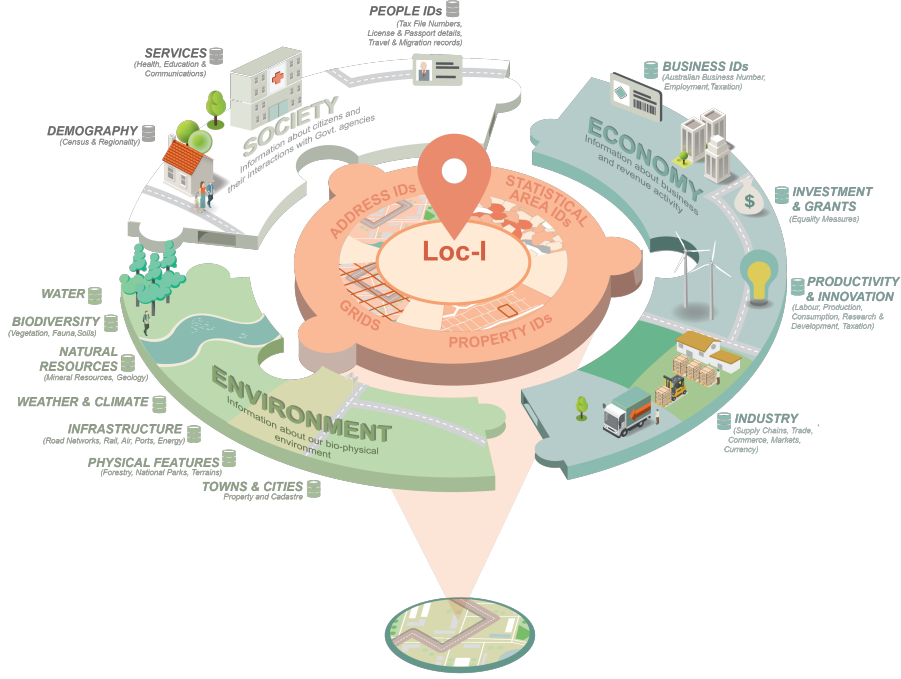 PEOPLE IDs
(Tax File Numbers,
License & Passport details,
Travel & Migration records)
SERVICES
(Health, Education &
Communications)
DEMOGRAPHY
(Census & Regionality)
SOCIETY
Information about citizens and
their interactions with Govt. agencies
BUSINESS IDs
(Australian Business Number,
Employment,Taxation)
ECONOMY
Information about business
and revenue activity
$
INVESTMENT
& GRANTS
(Equality Measures)
PRODUCTIVITY
& INNOVATION
(Labour, Production,
Consumption, Research &
Development, Taxation)
INDUSTRY
(Supply Chains, Trade,
Commerce, Markets,
Currency)
ADDRESS IDs
STATISTICAL
AREA IDs
Loc-I
GRIDS
PROPERTY IDs
WATER
BIODIVERSITY
(Vegetation, Fauna,Soils)
NATURAL
RESOURCES
(Mineral Resources, Geology)
WEATHER & CLIMATE
INFRASTRUCTURE
(Road Networks, Rail, Air, Ports, Energy)
PHYSICAL FEATURES
(Forestry, National Parks, Terrains)
TOWNS & CITIES
Property and Cadastre
ENVIRONMENT
Information about our bio-physical
environment